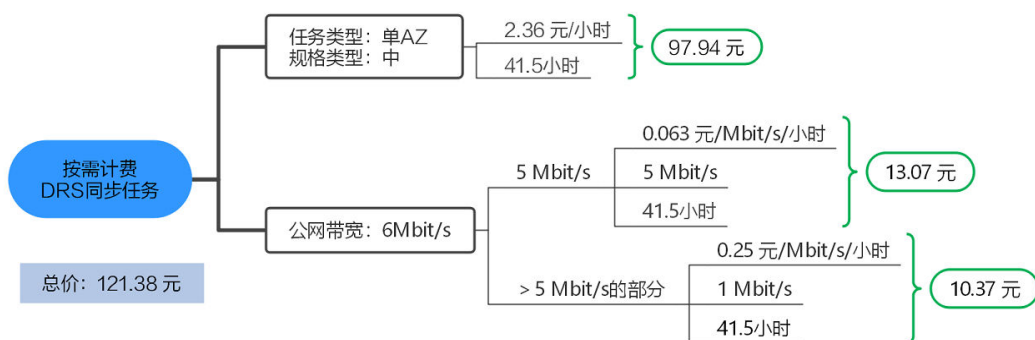 按需计费
DRS同步任务
总价：121.38 元
任务类型：单AZ
规格类型：中
2.36 元/小时
41.5小时
97.94 元
公网带宽：6Mbit/s
5 Mbit/s
0.063 元/Mbit/s/小时
5 Mbit/s
41.5小时
13.07 元
> 5 Mbit/s的部分
0.25 元/Mbit/s/小时
1 Mbit/s
41.5小时
10.37 元